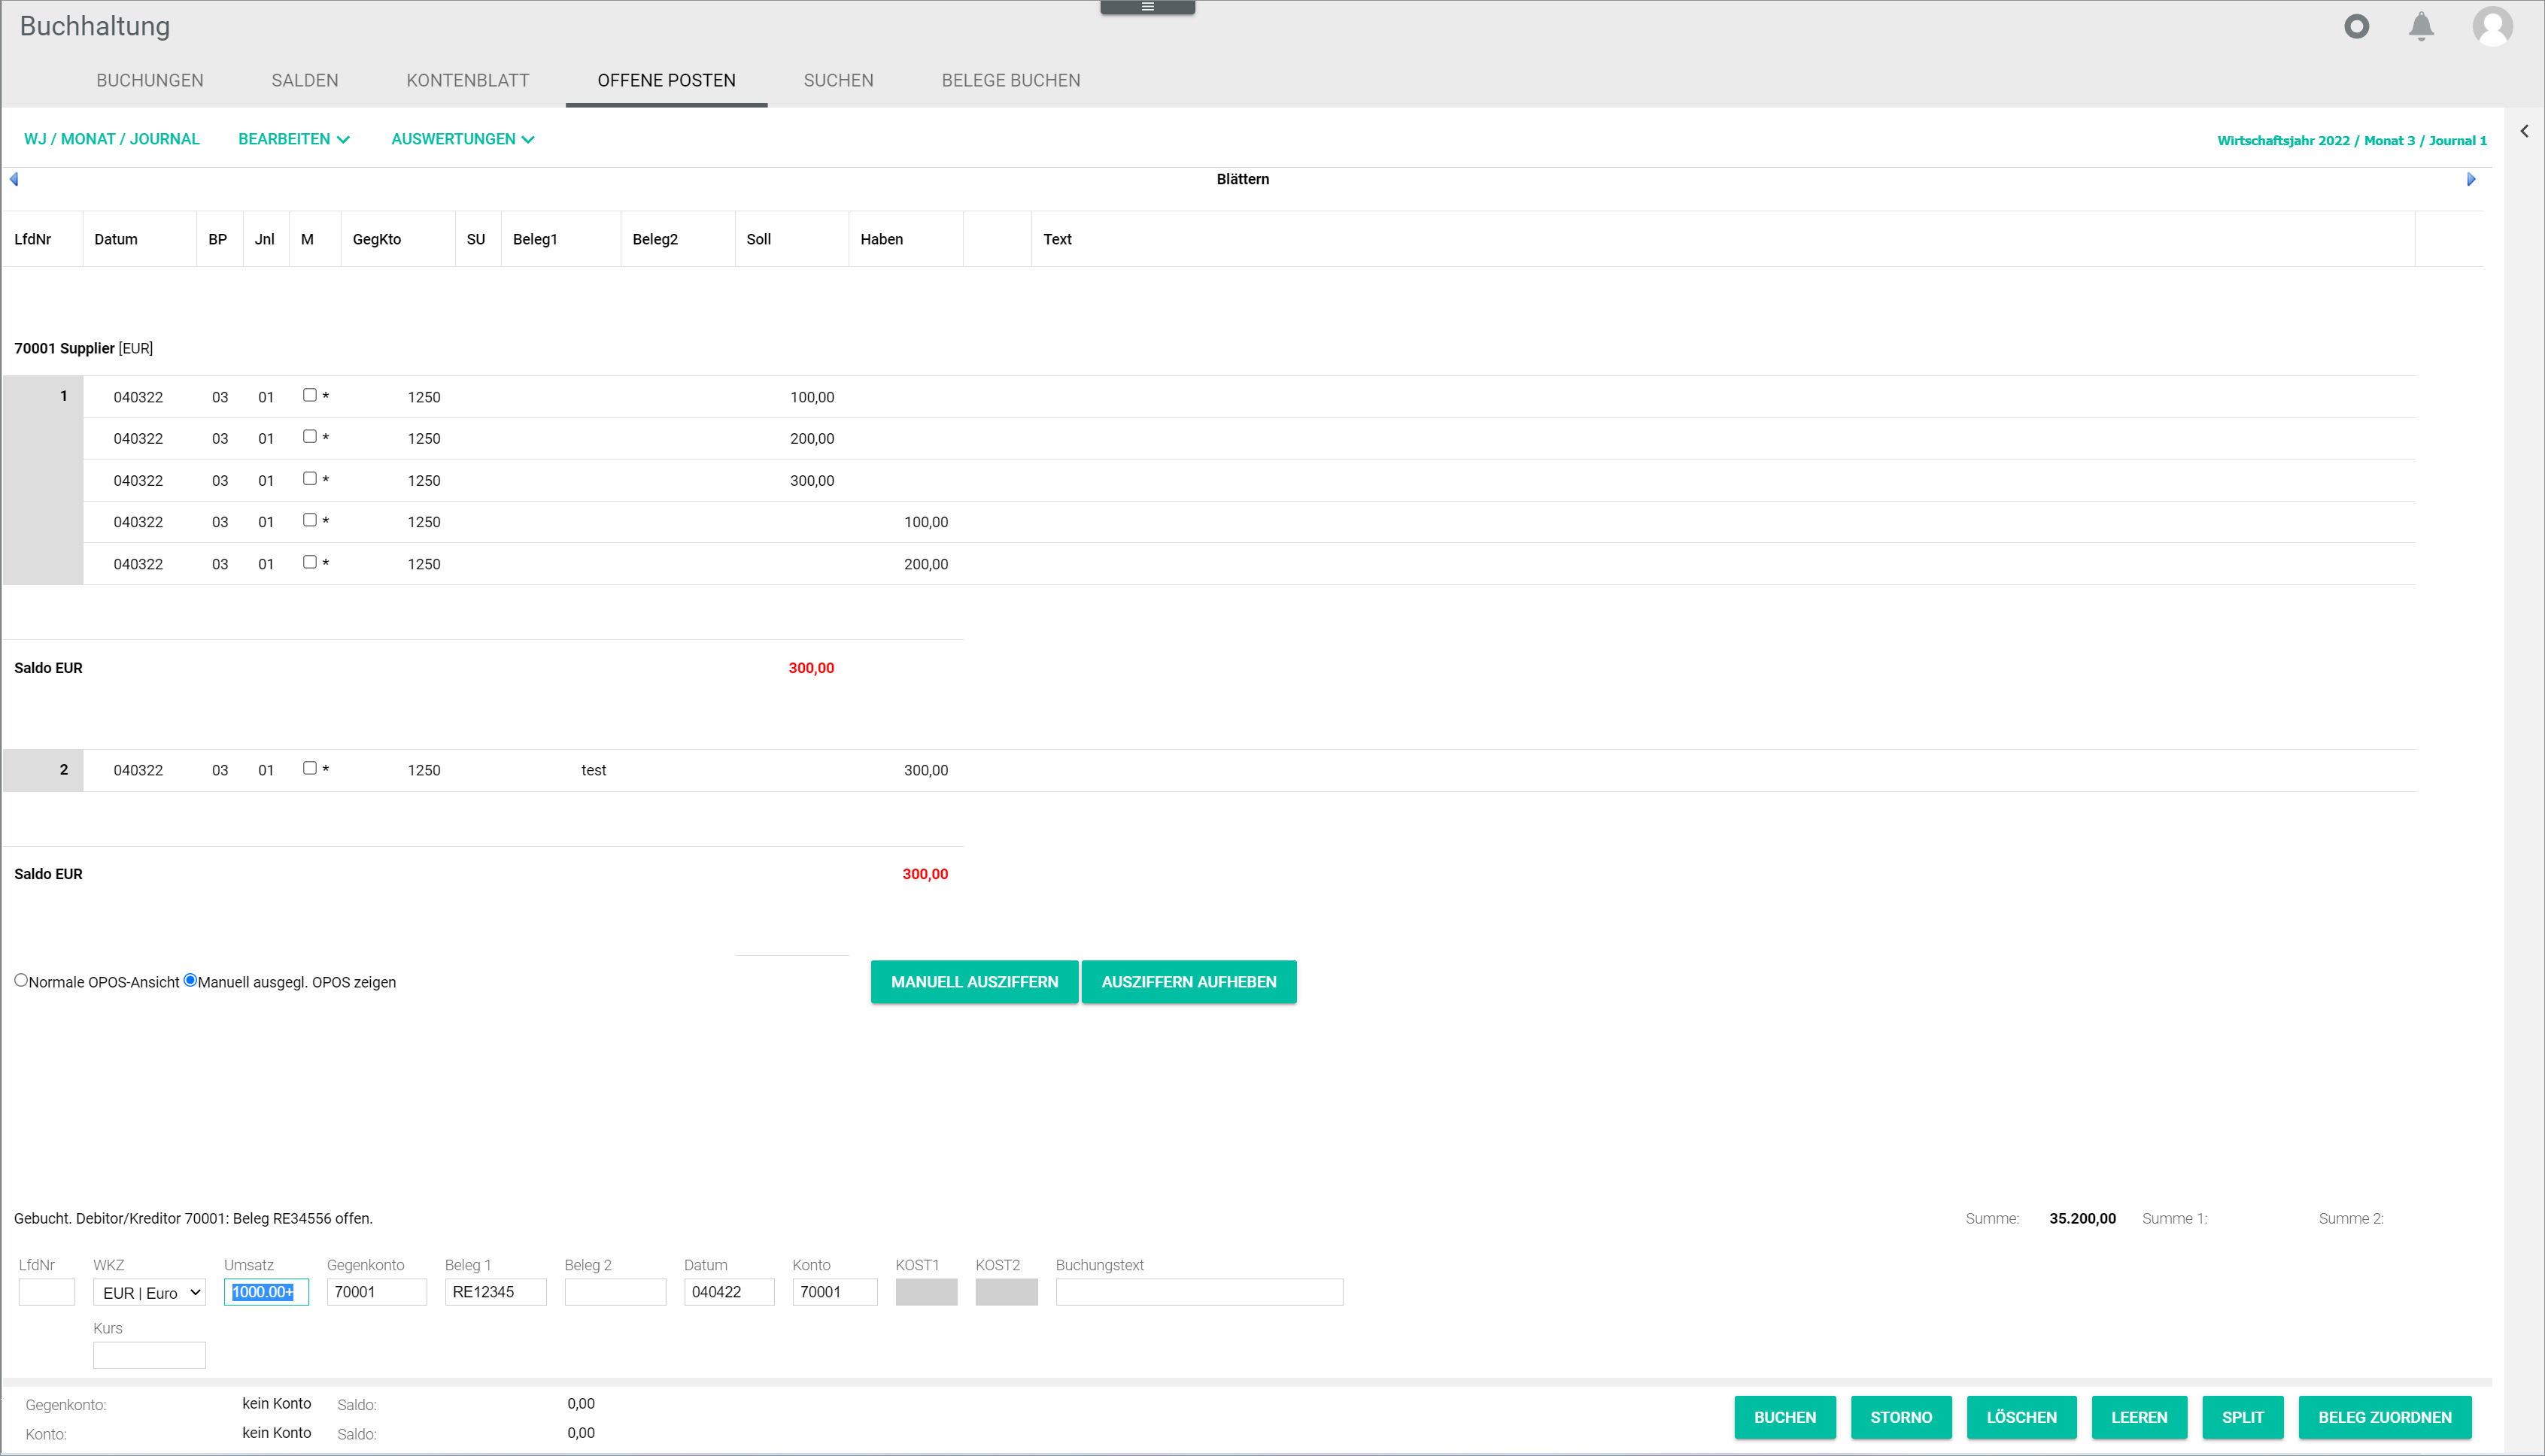 Buchhaltung
BUCHUNGEN SALDEN KONTENBLATT OFFENE POSTEN SUCHEN BELEGE BUCHEN
WJ / MONAT / JOURNAL BEARBEITEN AUSWERTUNGEN Wirtschaftsjahr 2022 / Monat 3 / Journal 1
Blättern
LfdNr Datum BP Jnl M GegKto SU Beleg1 Beleg2 Soll Haben Text
70001 Supplier [EUR]
1 040322 03 01 * 1250 100,00
040322 03 01 * 1250 200,00
040322 03 01 * 1250 300,00
040322 03 01 * 1250 100,00
040322 03 01 * 1250 200,00
Saldo EUR 300,00
2 040322 03 01 * 1250 test 300,00
Saldo EUR 300,00
Normale OPOS-Ansicht Manuell ausgegl. OPOS zeigen MANUELL AUSZIFFERN AUSZIFFERN AUFHEBEN
Gebucht. Debitor/Kreditor 70001: Beleg RE34556 offen. Summe: 35.200,00 Summe 1: Summe 2:
LfdNr WKZ Umsatz Gegenkonto Beleg 1 Beleg 2 Datum Konto KOST1 KOST2 Buchungstext
EUR | Euro 1000.00+ 70001 RE12345 040422 70001
Kurs
Gegenkonto: kein Konto Saldo: 0,00
Konto: kein Konto Saldo: 0,00
BUCHEN STORNO LÖSCHEN LEEREN SPLIT BELEG ZUORDNEN